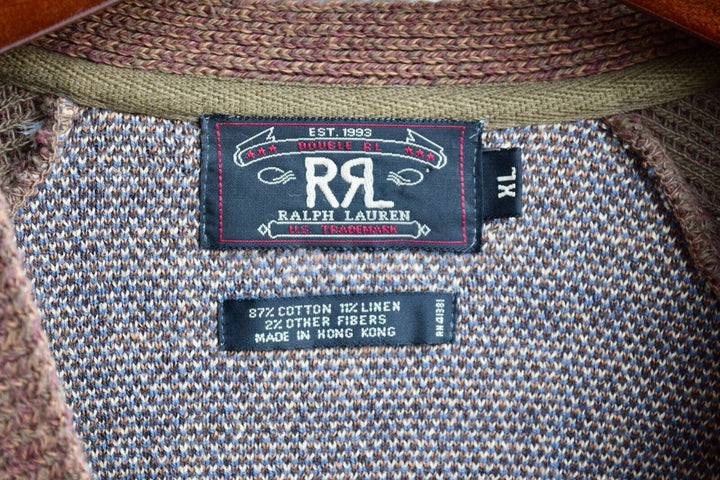 EST. 1993
DOUBLE RL
RRL
RALPH LAUREN
U.S. TRADEMARK
XL
87% COTTON 11% LINEN
2% OTHER FIBERS
MADE IN HONG KONG
RN 41381